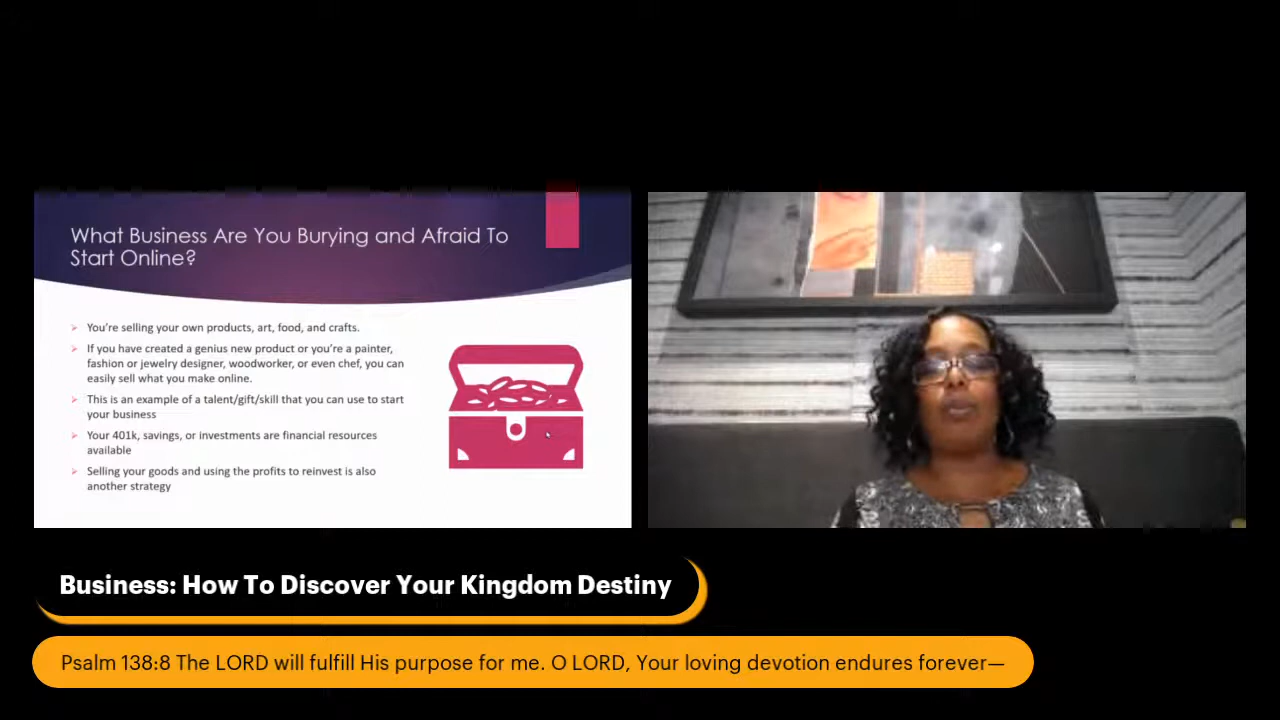 What Business Are You Burying and Afraid To
Start Online?
You're selling your own products, art, food, and crafts.
If you have created a genius new product or you're a painter,
fashion or jewelry designer, woodworker, or even chef, you can
easily sell what you make online.
This is an example of a talent/gift/skill that you can use to start
your business
Your 401k, savings, or investments are financial resources
available
Selling your goods and using the profits to reinvest is also
another strategy
Business: How To Discover Your Kingdom Destiny
Psalm 138:8 The LORD will fulfill His purpose for me. O LORD, Your loving devotion endures forever—